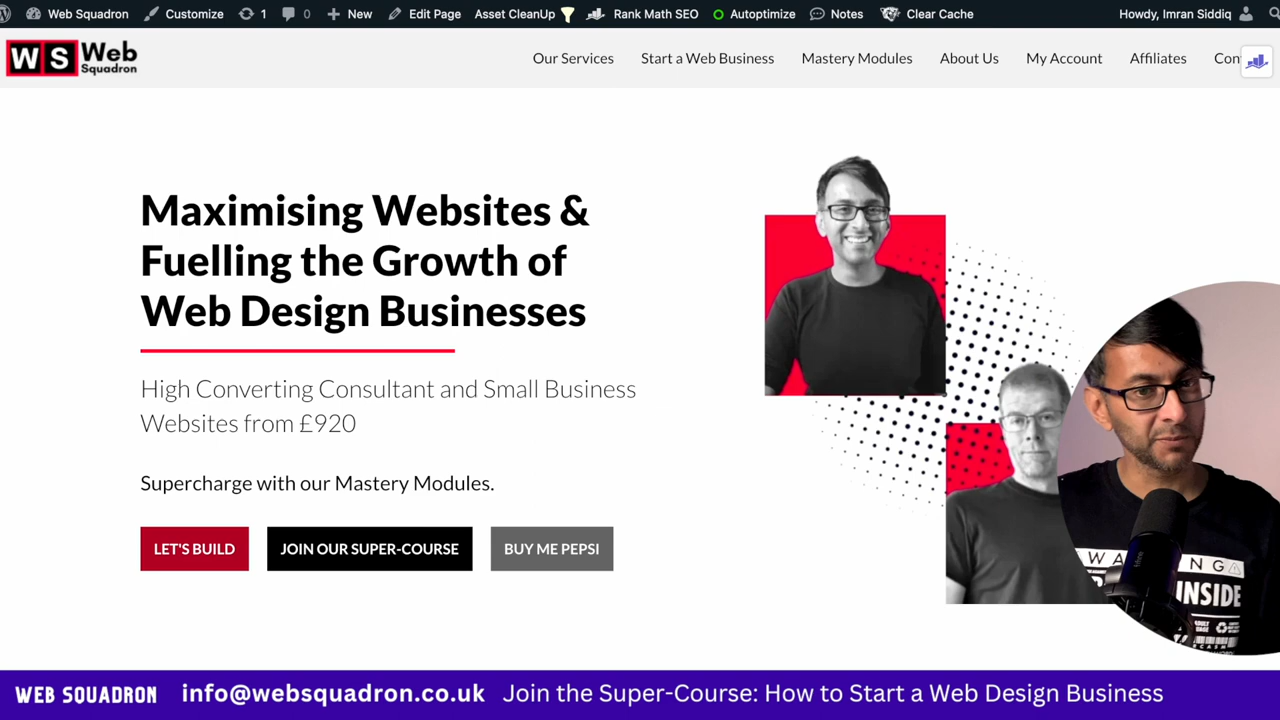 Web Squadron Customize 1 0 New Edit Page Asset CleanUp Rank Math SEO Autoptimize Notes Clear Cache Howdy, Imran Siddiq
WS Web Squadron
Our Services Start a Web Business Mastery Modules About Us My Account Affiliates Con
Maximising Websites &
Fuelling the Growth of
Web Design Businesses
High Converting Consultant and Small Business
Websites from £920
Supercharge with our Mastery Modules.
LET'S BUILD JOIN OUR SUPER-COURSE BUY ME PEPSI
WARNING
INSIDE
WEB SQUADRON info@websquadron.co.uk Join the Super-Course: How to Start a Web Design Business